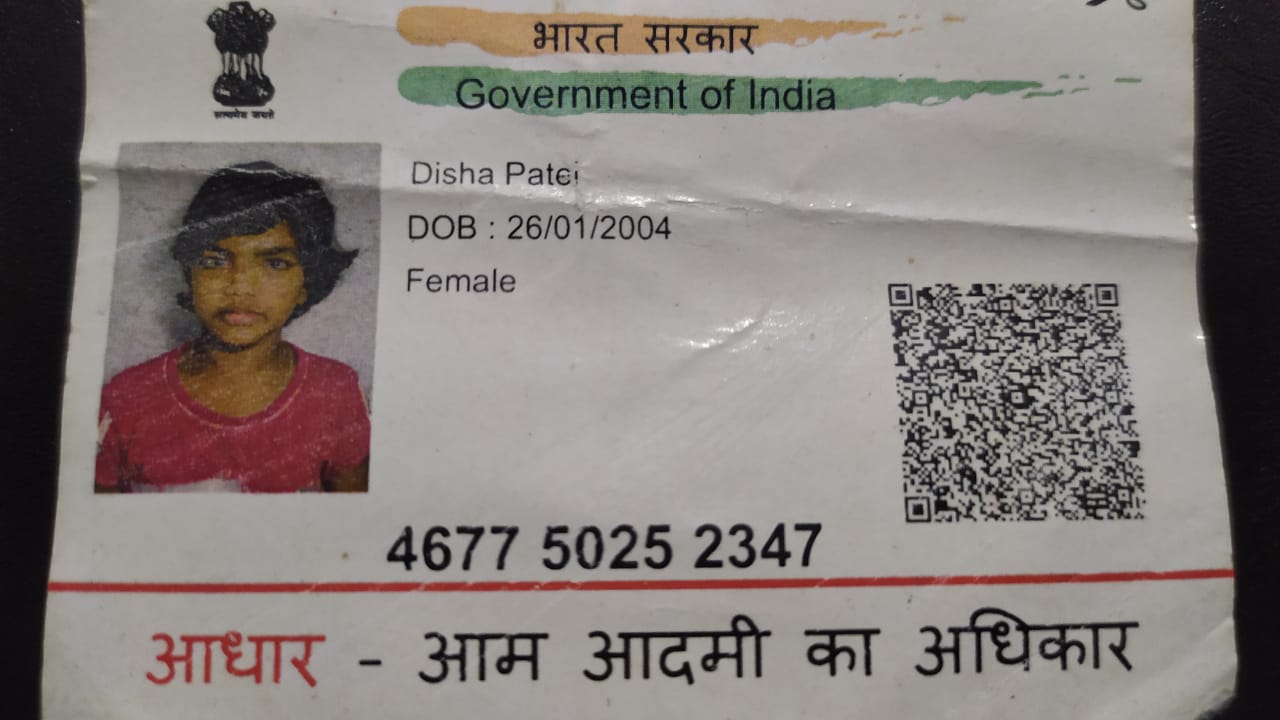 भारत सरकार
Government of India
सत्यमेव जयते
Disha Patel
DOB : 26/01/2004
Female
4677 5025 2347
आधार - आम आदमी का अधिकार